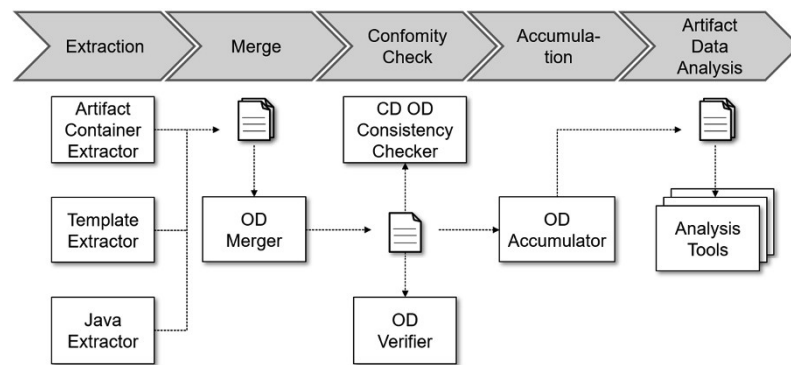 Extraction
Merge
Confomity
Check
Accumula-
tion
Artifact
Data
Analysis
Artifact
Container
Extractor
Template
Extractor
Java
Extractor
OD
Merger
CD OD
Consistency
Checker
OD
Verifier
OD
Accumulator
Analysis
Tools